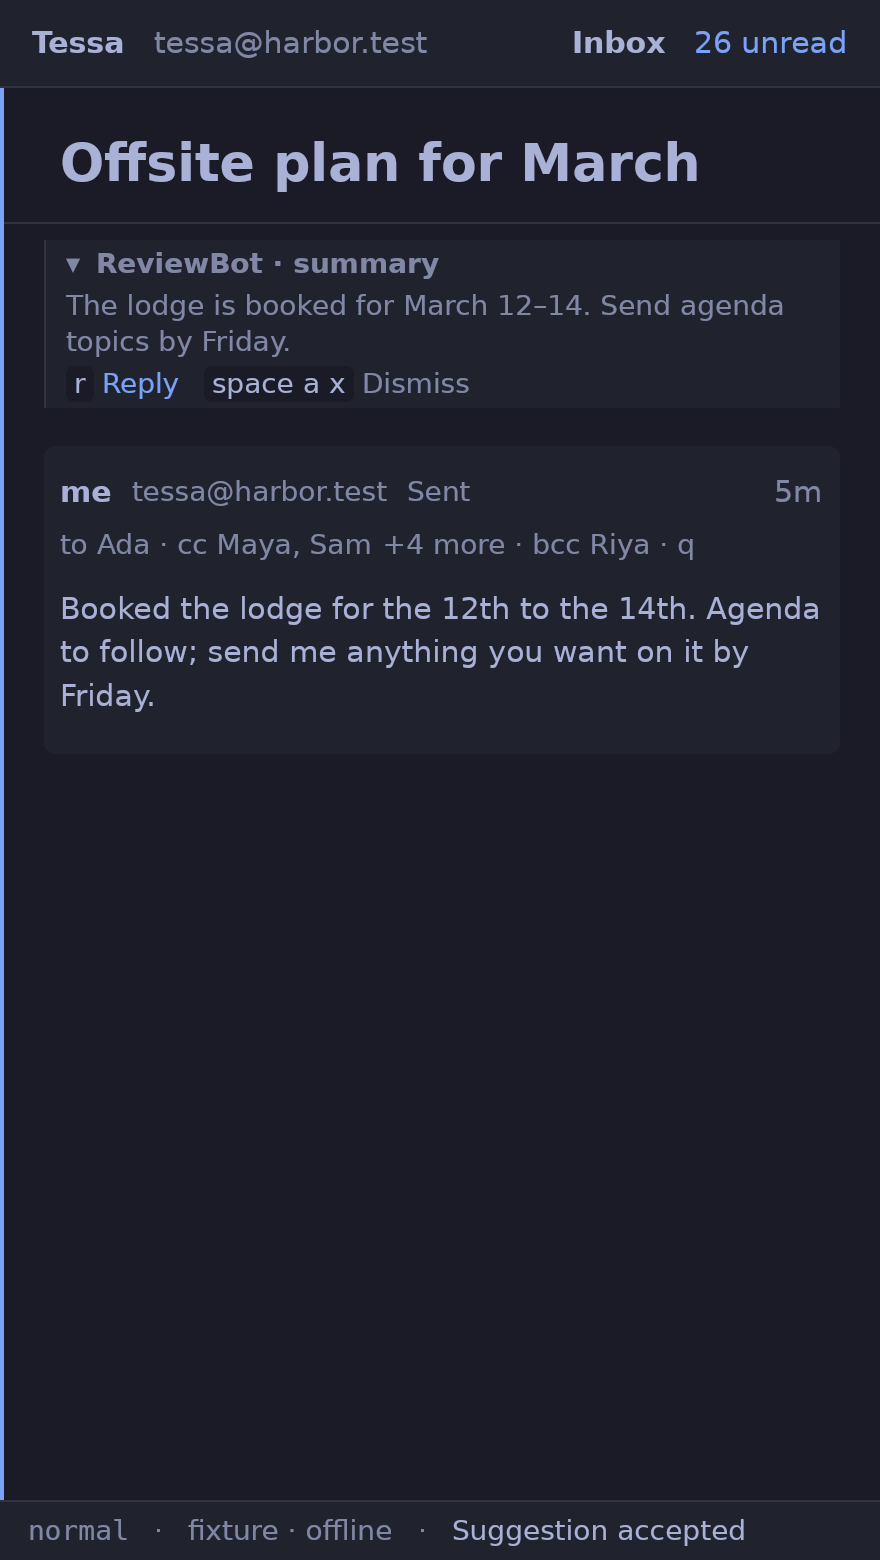 Tessa tessa@harbor.test Inbox 26 unread
Offsite plan for March
▼ ReviewBot · summary
The lodge is booked for March 12–14. Send agenda
topics by Friday.
r Reply space a x Dismiss
me tessa@harbor.test Sent 5m
to Ada · cc Maya, Sam +4 more · bcc Riya · q
Booked the lodge for the 12th to the 14th. Agenda
to follow; send me anything you want on it by
Friday.
normal · fixture · offline · Suggestion accepted